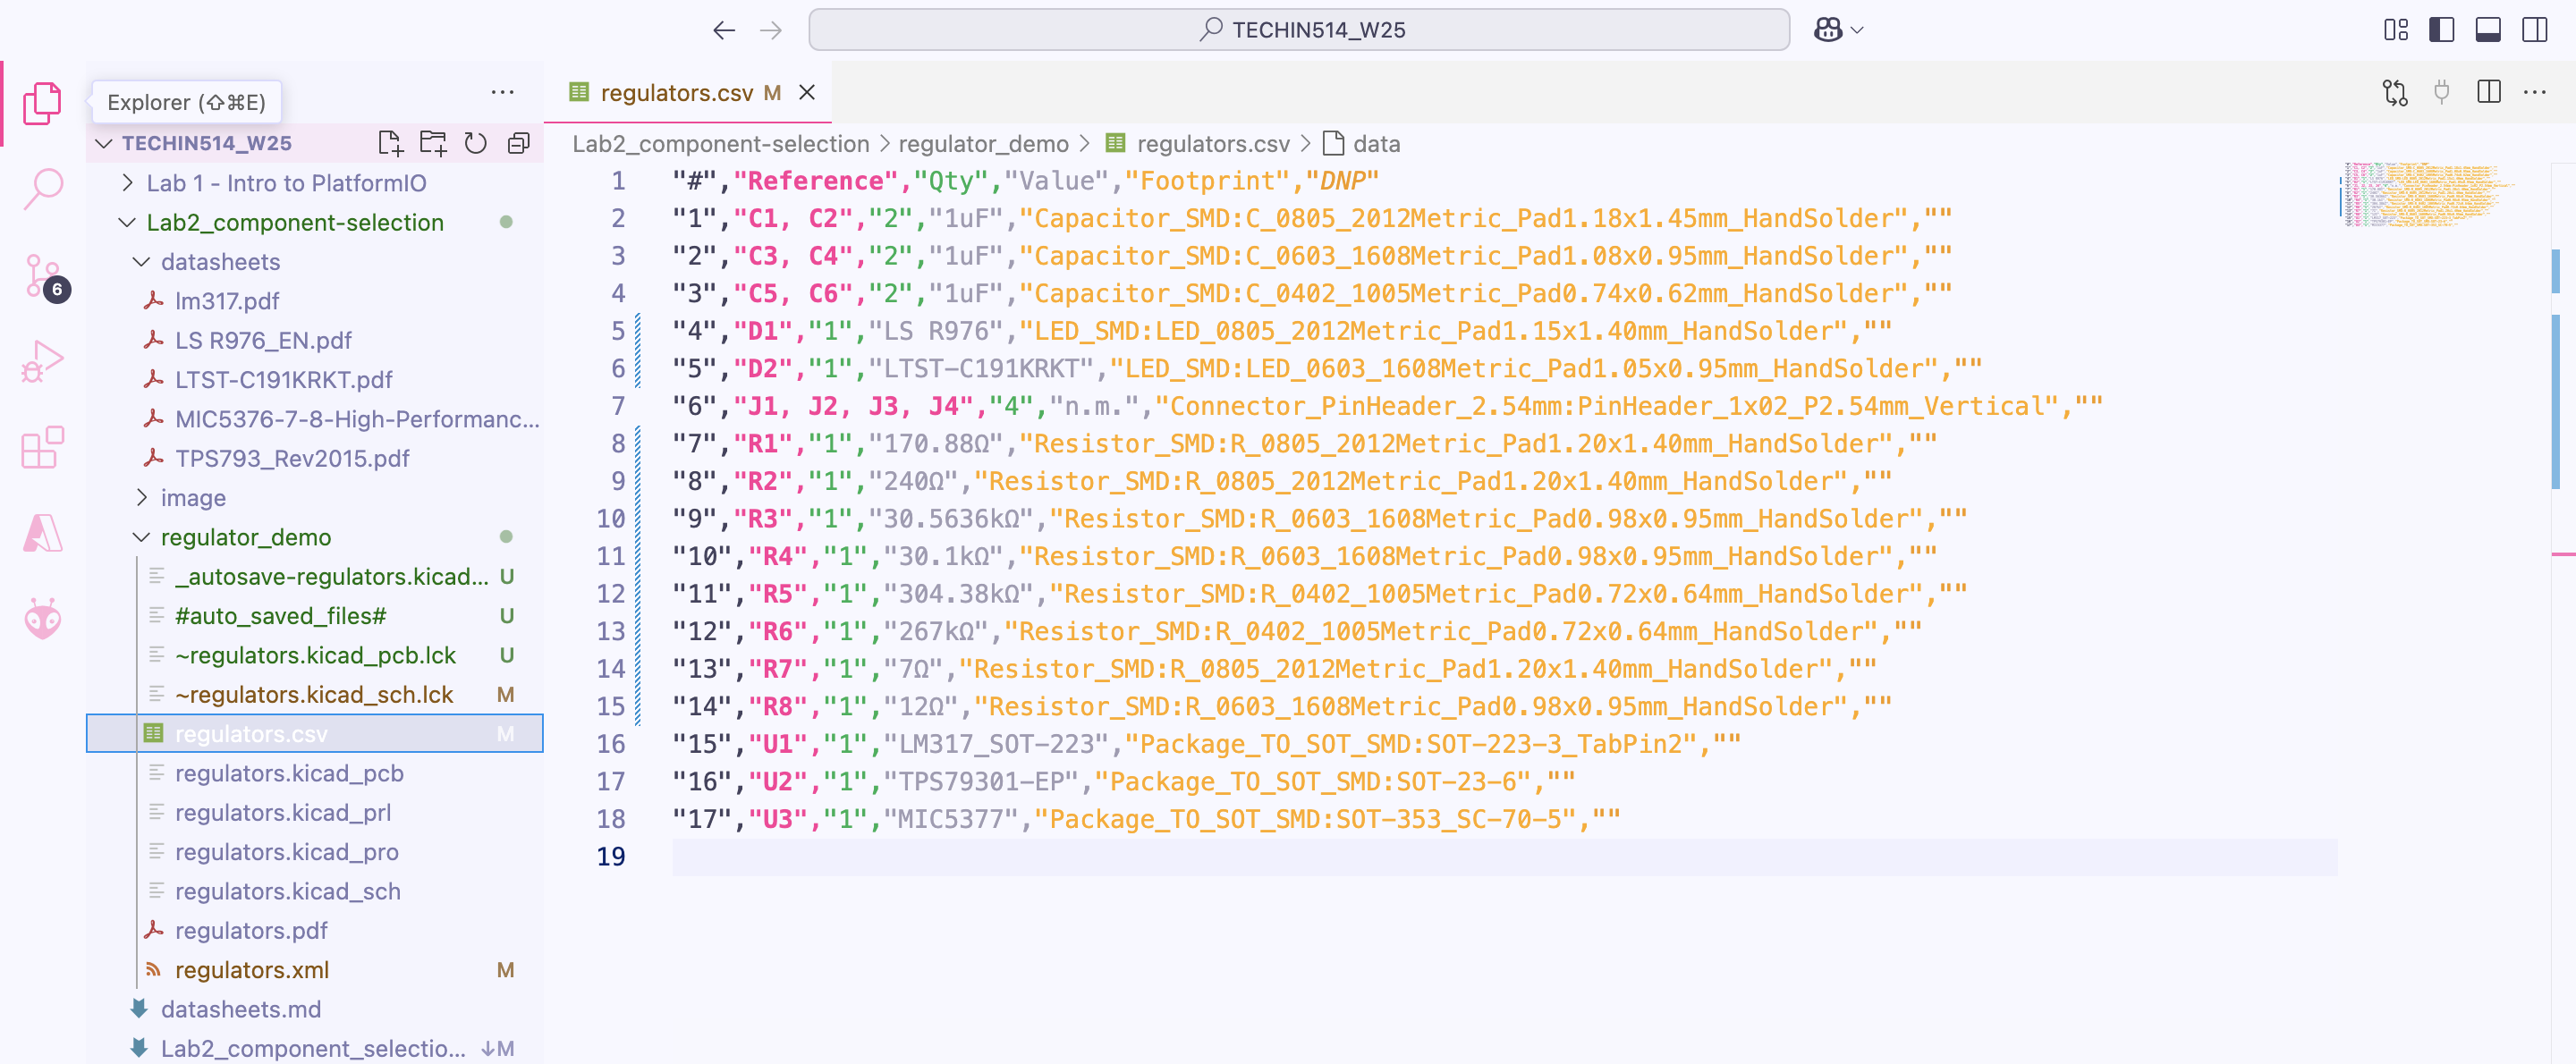 TECHIN514_W25
Explorer (⇧⌘E)
TECHIN514_W25
Lab 1 - Intro to PlatformIO
Lab2_component-selection
datasheets
lm317.pdf
LS R976_EN.pdf
LTST-C191KRKT.pdf
MIC5376-7-8-High-Performanc...
TPS793_Rev2015.pdf
image
regulator_demo
_autosave-regulators.kicad... U
#auto_saved_files# U
~regulators.kicad_pcb.lck U
~regulators.kicad_sch.lck M
regulators.csv M
regulators.kicad_pcb
regulators.kicad_prl
regulators.kicad_pro
regulators.kicad_sch
regulators.pdf
regulators.xml M
datasheets.md
Lab2_component_selectio... ↓M
6
regulators.csv M
Lab2_component-selection > regulator_demo > regulators.csv > data
1 "#","Reference","Qty","Value","Footprint","DNP"
2 "1","C1, C2","2","1uF","Capacitor_SMD:C_0805_2012Metric_Pad1.18x1.45mm_HandSolder",""
3 "2","C3, C4","2","1uF","Capacitor_SMD:C_0603_1608Metric_Pad1.08x0.95mm_HandSolder",""
4 "3","C5, C6","2","1uF","Capacitor_SMD:C_0402_1005Metric_Pad0.74x0.62mm_HandSolder",""
5 "4","D1","1","LS R976","LED_SMD:LED_0805_2012Metric_Pad1.15x1.40mm_HandSolder",""
6 "5","D2","1","LTST-C191KRKT","LED_SMD:LED_0603_1608Metric_Pad1.05x0.95mm_HandSolder",""
7 "6","J1, J2, J3, J4","4","n.m.","Connector_PinHeader_2.54mm:PinHeader_1x02_P2.54mm_Vertical",""
8 "7","R1","1","170.88Ω","Resistor_SMD:R_0805_2012Metric_Pad1.20x1.40mm_HandSolder",""
9 "8","R2","1","240Ω","Resistor_SMD:R_0805_2012Metric_Pad1.20x1.40mm_HandSolder",""
10 "9","R3","1","30.5636kΩ","Resistor_SMD:R_0603_1608Metric_Pad0.98x0.95mm_HandSolder",""
11 "10","R4","1","30.1kΩ","Resistor_SMD:R_0603_1608Metric_Pad0.98x0.95mm_HandSolder",""
12 "11","R5","1","304.38kΩ","Resistor_SMD:R_0402_1005Metric_Pad0.72x0.64mm_HandSolder",""
13 "12","R6","1","267kΩ","Resistor_SMD:R_0402_1005Metric_Pad0.72x0.64mm_HandSolder",""
14 "13","R7","1","7Ω","Resistor_SMD:R_0805_2012Metric_Pad1.20x1.40mm_HandSolder",""
15 "14","R8","1","12Ω","Resistor_SMD:R_0603_1608Metric_Pad0.98x0.95mm_HandSolder",""
16 "15","U1","1","LM317_SOT-223","Package_TO_SOT_SMD:SOT-223-3_TabPin2",""
17 "16","U2","1","TPS79301-EP","Package_TO_SOT_SMD:SOT-23-6",""
18 "17","U3","1","MIC5377","Package_TO_SOT_SMD:SOT-353_SC-70-5",""
19